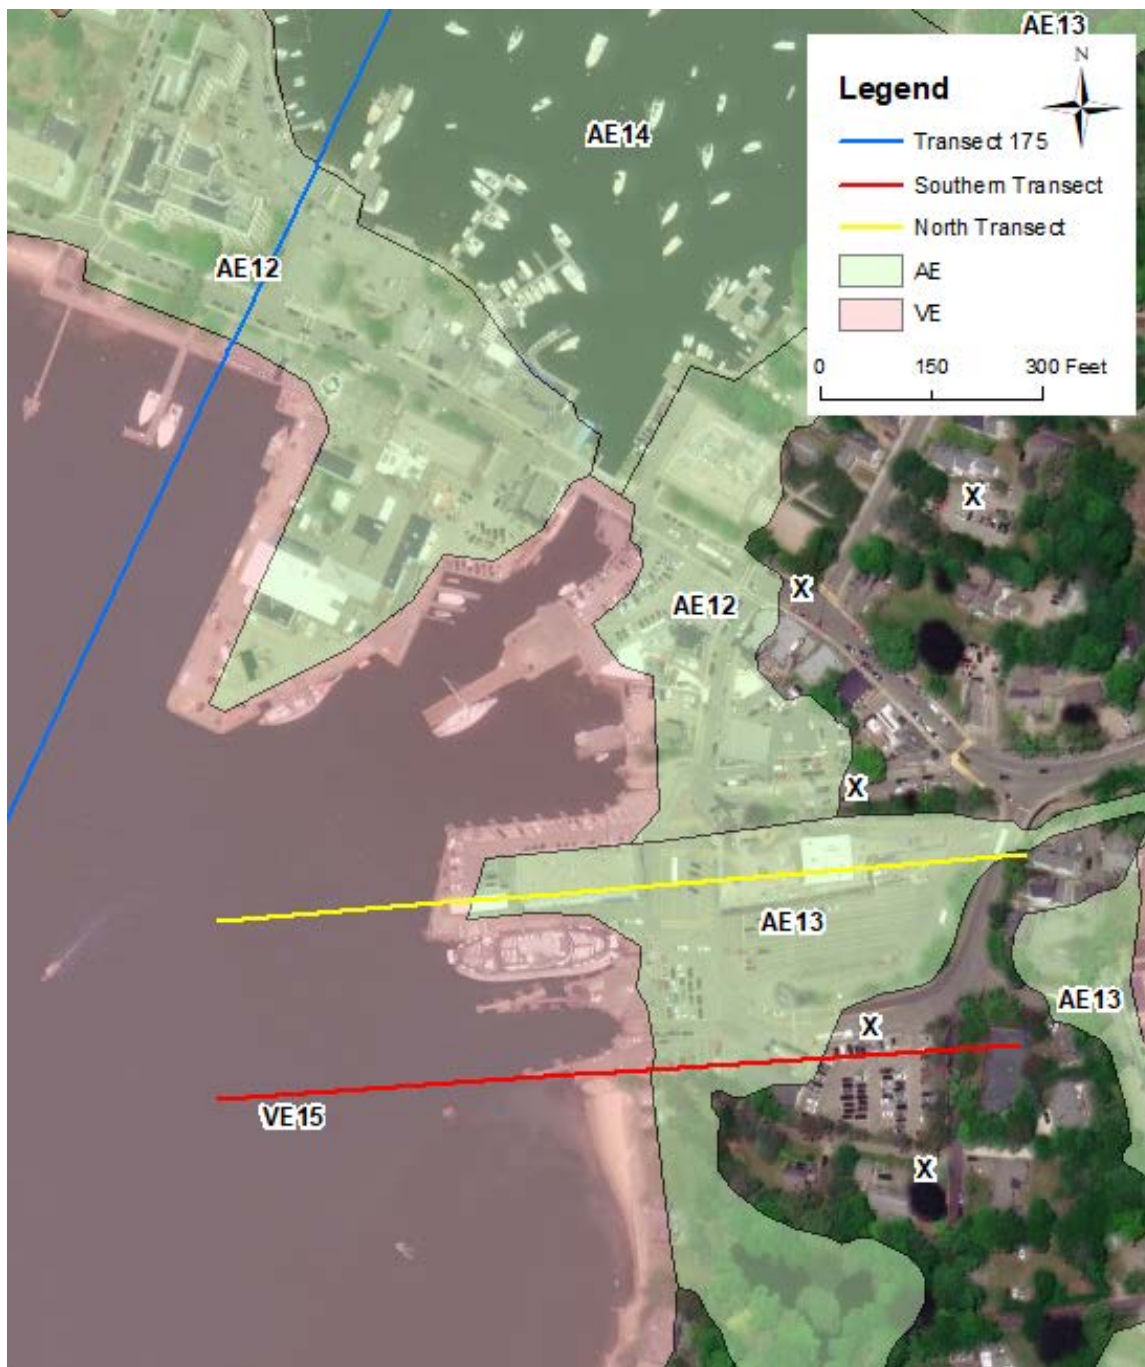 AE13
N
Legend
Transect 175
Southern Transect
North Transect
AE
VE
0 150 300 Feet
AE14
AE12
X
X
AE12
X
AE13
AE13
X
VE15
X